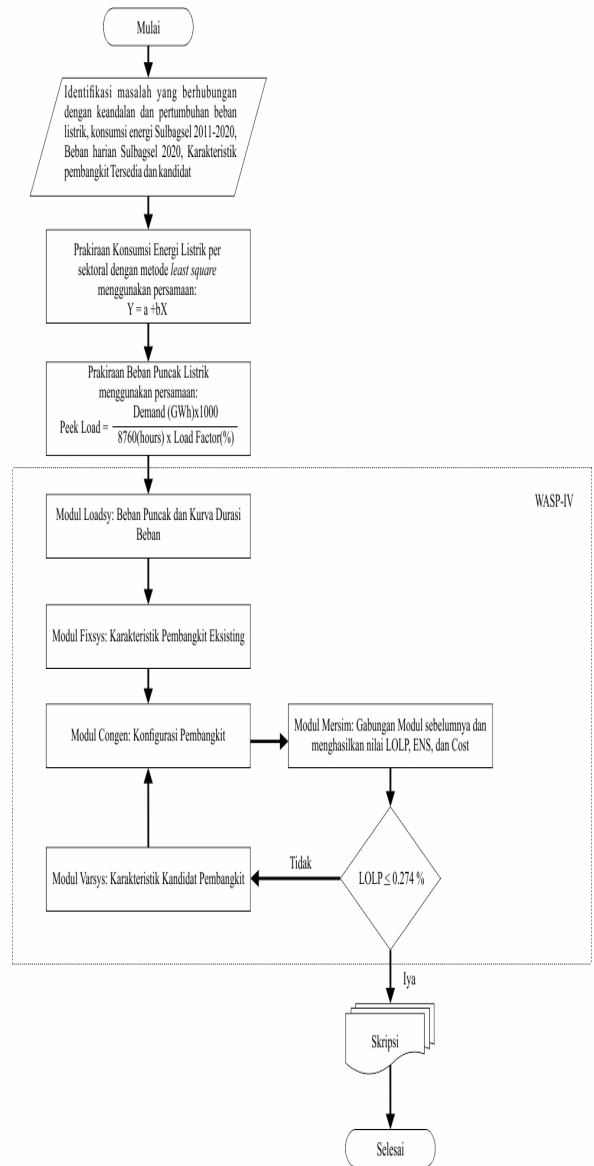 Mulai
Identifikasi masalah yang berhubungan
dengan keandalan dan pertumbuhan beban
listrik, konsumsi energi Sulbagsel 2011-2020,
Beban harian Sulbagsel 2020, Karakteristik
pembangkit Tersedia dan kandidat
Prakiraan Konsumsi Energi Listrik per
sektoral dengan metode least square
menggunakan persamaan:
Y = a +bX
Prakiraan Beban Puncak Listrik
menggunakan persamaan:
Peek Load = Demand (GWh)x1000
8760(hours) x Load Factor(%)
WASP-IV
Modul Loadsy: Beban Puncak dan Kurva Durasi
Beban
Modul Fixsys: Karakteristik Pembangkit Eksisting
Modul Congen: Konfigurasi Pembangkit
Modul Mersim: Gabungan Modul sebelumnya dan
menghasilkan nilai LOLP, ENS, dan Cost
Modul Varsys: Karakteristik Kandidat Pembangkit
Tidak
LOLP ≤ 0.274 %
Iya
Skripsi
Selesai